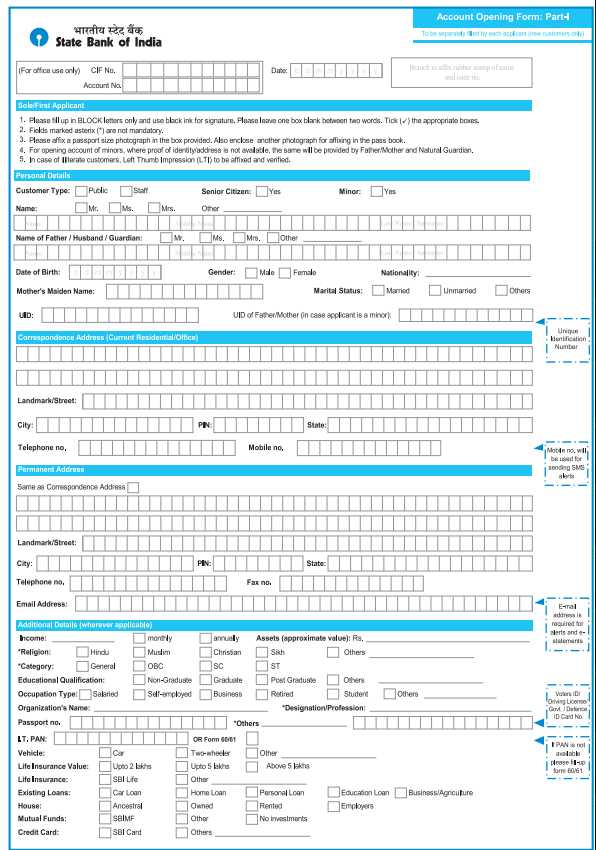 Account Opening Form: Part-I
To be separately filled by each applicant (new customers only)
भारतीय स्टेट बैंक
State Bank of India
(For office use only) CIF No.
Account No.
Date:
Branch to affix rubber stamp of name and code no.
Sole/First Applicant
1. Please fill up in BLOCK letters only and use black ink for signature. Please leave one box blank between two words. Tick (✓) the appropriate boxes.
2. Fields marked asterix (*) are not mandatory.
3. Please affix a passport size photograph in the box provided. Also enclose another photograph for affixing in the pass book.
4. For opening account of minors, where proof of identity/address is not available, the same will be provided by Father/Mother and Natural Guardian.
5. In case of illiterate customers, Left Thumb Impression (LTI) to be affixed and verified.
Personal Details
Customer Type: Public Staff Senior Citizen: Yes Minor: Yes
Name: Mr. Ms. Mrs. Other
Name of Father / Husband / Guardian: Mr. Ms. Mrs. Other
Date of Birth: Gender: Male Female Nationality:
Mother's Maiden Name: Marital Status: Married Unmarried Others
UID: UID of Father/Mother (in case applicant is a minor):
Unique Identification Number
Correspondence Address (Current Residential/Office)
Landmark/Street:
City: PIN: State:
Telephone no. Mobile no.
Mobile no. will be used for sending SMS alerts
Permanent Address
Same as Correspondence Address
Landmark/Street:
City: PIN: State:
Telephone no. Fax no.
Email Address:
E-mail address is required for alerts and e-statements
Additional Details (wherever applicable)
Income: monthly annually Assets (approximate value): Rs.
*Religion: Hindu Muslim Christian Sikh Others
*Category: General OBC SC ST
Educational Qualification: Non-Graduate Graduate Post Graduate Others
Occupation Type: Salaried Self-employed Business Retired Student Others
Organization's Name: *Designation/Profession:
Passport no. *Others
Voters ID/ Driving License/ Govt. / Defence ID Card No.
I.T. PAN: OR Form 60/61
If PAN is not available please fill-up form 60/61.
Vehicle: Car Two-wheeler Other
Life Insurance Value: Upto 2 lakhs Upto 5 lakhs Above 5 lakhs
Life Insurance: SBI Life Other
Existing Loans: Car Loan Home Loan Personal Loan Education Loan Business/Agriculture
House: Ancestral Owned Rented Employers
Mutual Funds: SBIMF Other No investments
Credit Card: SBI Card Others